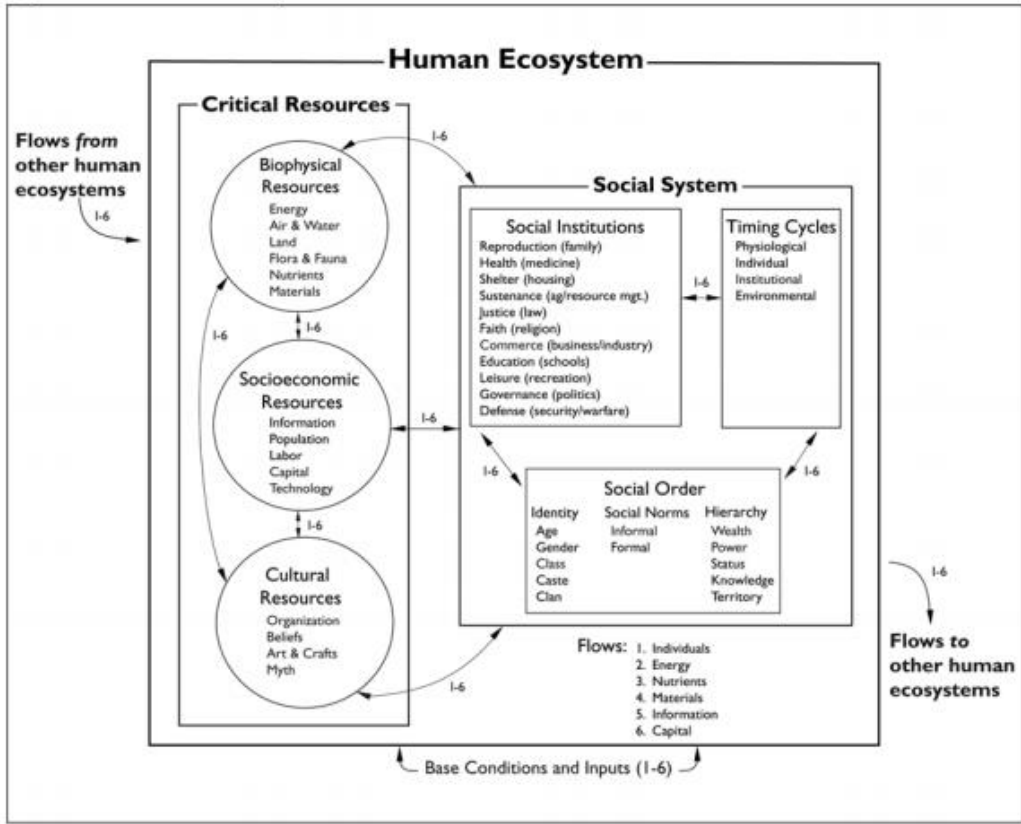 Human Ecosystem
Critical Resources
Flows from
other human
ecosystems
1-6
1-6
Biophysical
Resources
Energy
Air & Water
Land
Flora & Fauna
Nutrients
Materials
1-6
1-6
Socioeconomic
Resources
Information
Population
Labor
Capital
Technology
1-6
1-6
Cultural
Resources
Organization
Beliefs
Art & Crafts
Myth
1-6
Social System
Social Institutions
Reproduction (family)
Health (medicine)
Shelter (housing)
Sustenance (ag/resource mgt.)
Justice (law)
Faith (religion)
Commerce (business/industry)
Education (schools)
Leisure (recreation)
Governance (politics)
Defense (security/warfare)
1-6
Timing Cycles
Physiological
Individual
Institutional
Environmental
1-6
1-6
Social Order
Identity
Age
Gender
Class
Caste
Clan
Social Norms
Informal
Formal
Hierarchy
Wealth
Power
Status
Knowledge
Territory
1-6
Flows to
other human
ecosystems
Flows:
1. Individuals
2. Energy
3. Nutrients
4. Materials
5. Information
6. Capital
Base Conditions and Inputs (1-6)